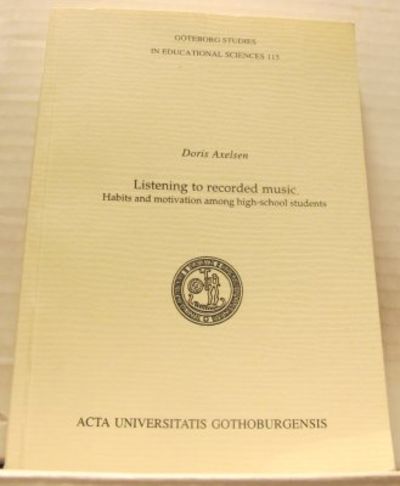 GÖTEBORG STUDIES
IN EDUCATIONAL SCIENCES 115
Doris Axelsen
Listening to recorded music.
Habits and motivation among high-school students
ACTA UNIVERSITATIS GOTHOBURGENSIS